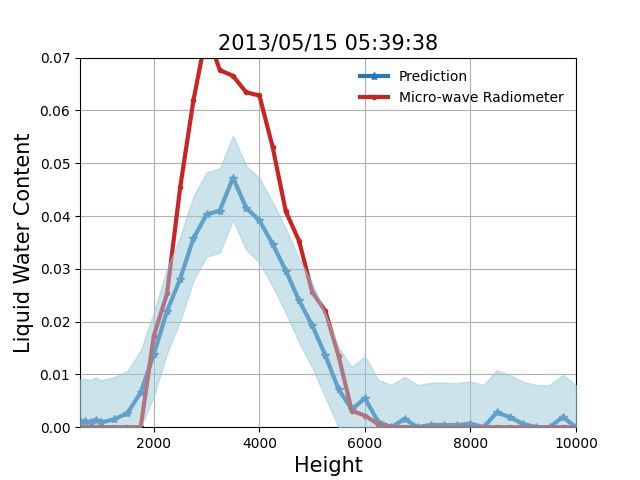 2013/05/15 05:39:38
Prediction
Micro-wave Radiometer
Liquid Water Content
0.07
0.06
0.05
0.04
0.03
0.02
0.01
0.00
2000 4000 6000 8000 10000
Height